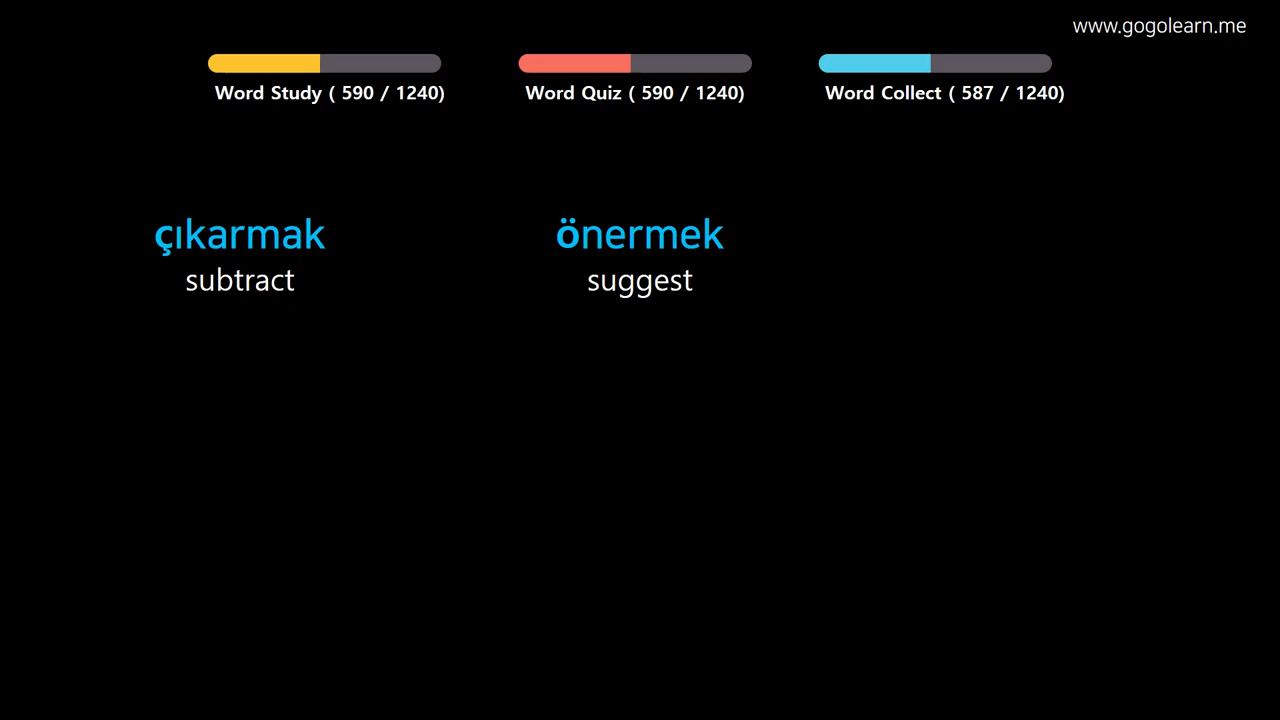 www.gogolearn.me
Word Study ( 590 / 1240)
Word Quiz ( 590 / 1240)
Word Collect ( 587 / 1240)
çıkarmak
subtract
önermek
suggest